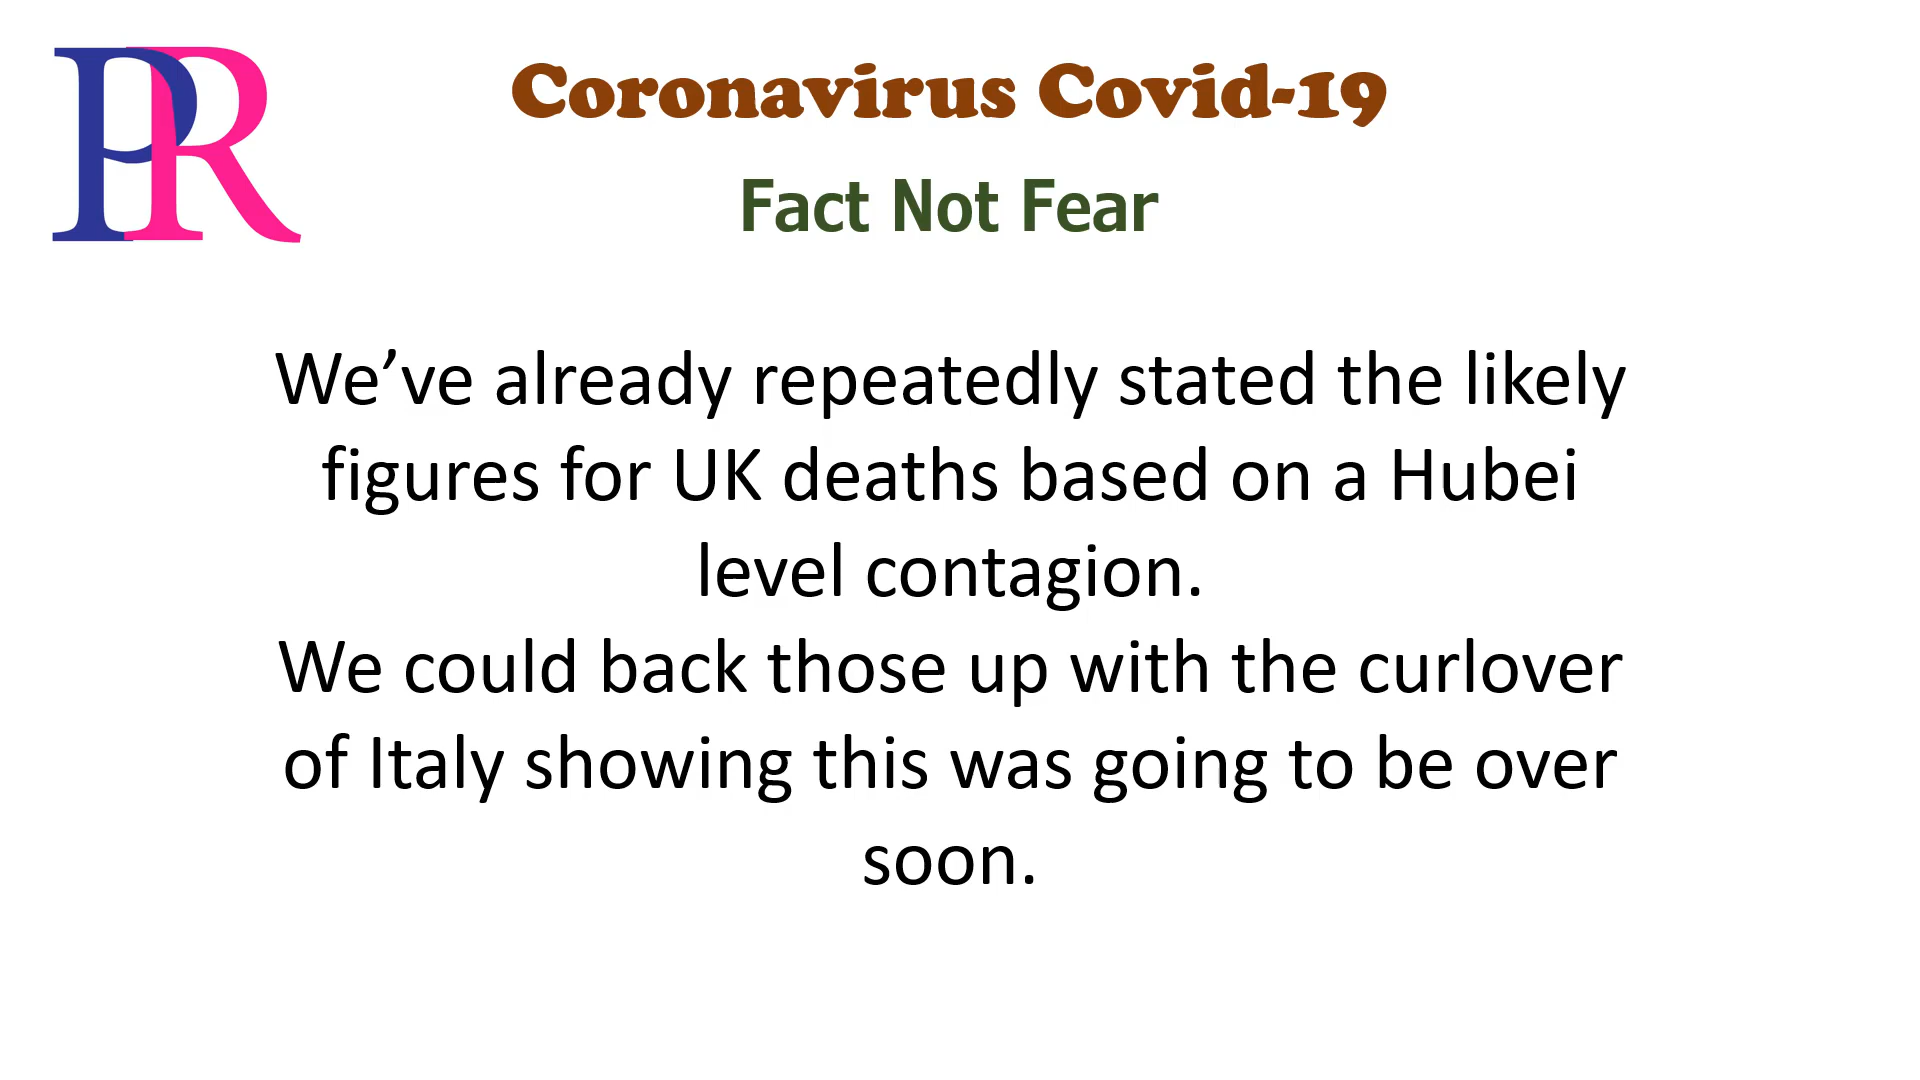 PR
Coronavirus Covid-19
Fact Not Fear
We’ve already repeatedly stated the likely
figures for UK deaths based on a Hubei
level contagion.
We could back those up with the curlover
of Italy showing this was going to be over
soon.